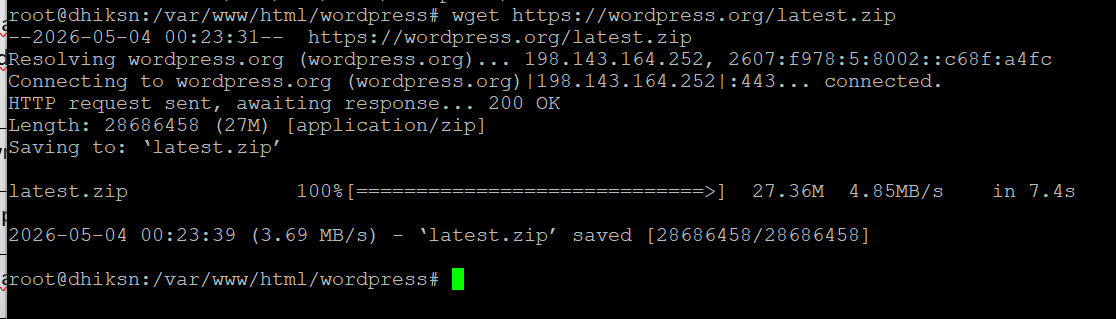 root@dhiksn:/var/www/html/wordpress# wget https://wordpress.org/latest.zip
--2026-05-04 00:23:31--  https://wordpress.org/latest.zip
Resolving wordpress.org (wordpress.org)... 198.143.164.252, 2607:f978:5:8002::c68f:a4fc
Connecting to wordpress.org (wordpress.org)|198.143.164.252|:443... connected.
HTTP request sent, awaiting response... 200 OK
Length: 28686458 (27M) [application/zip]
Saving to: ‘latest.zip’
latest.zip              100%[==============================>]  27.36M  4.85MB/s    in 7.4s
2026-05-04 00:23:39 (3.69 MB/s) - ‘latest.zip’ saved [28686458/28686458]
root@dhiksn:/var/www/html/wordpress#